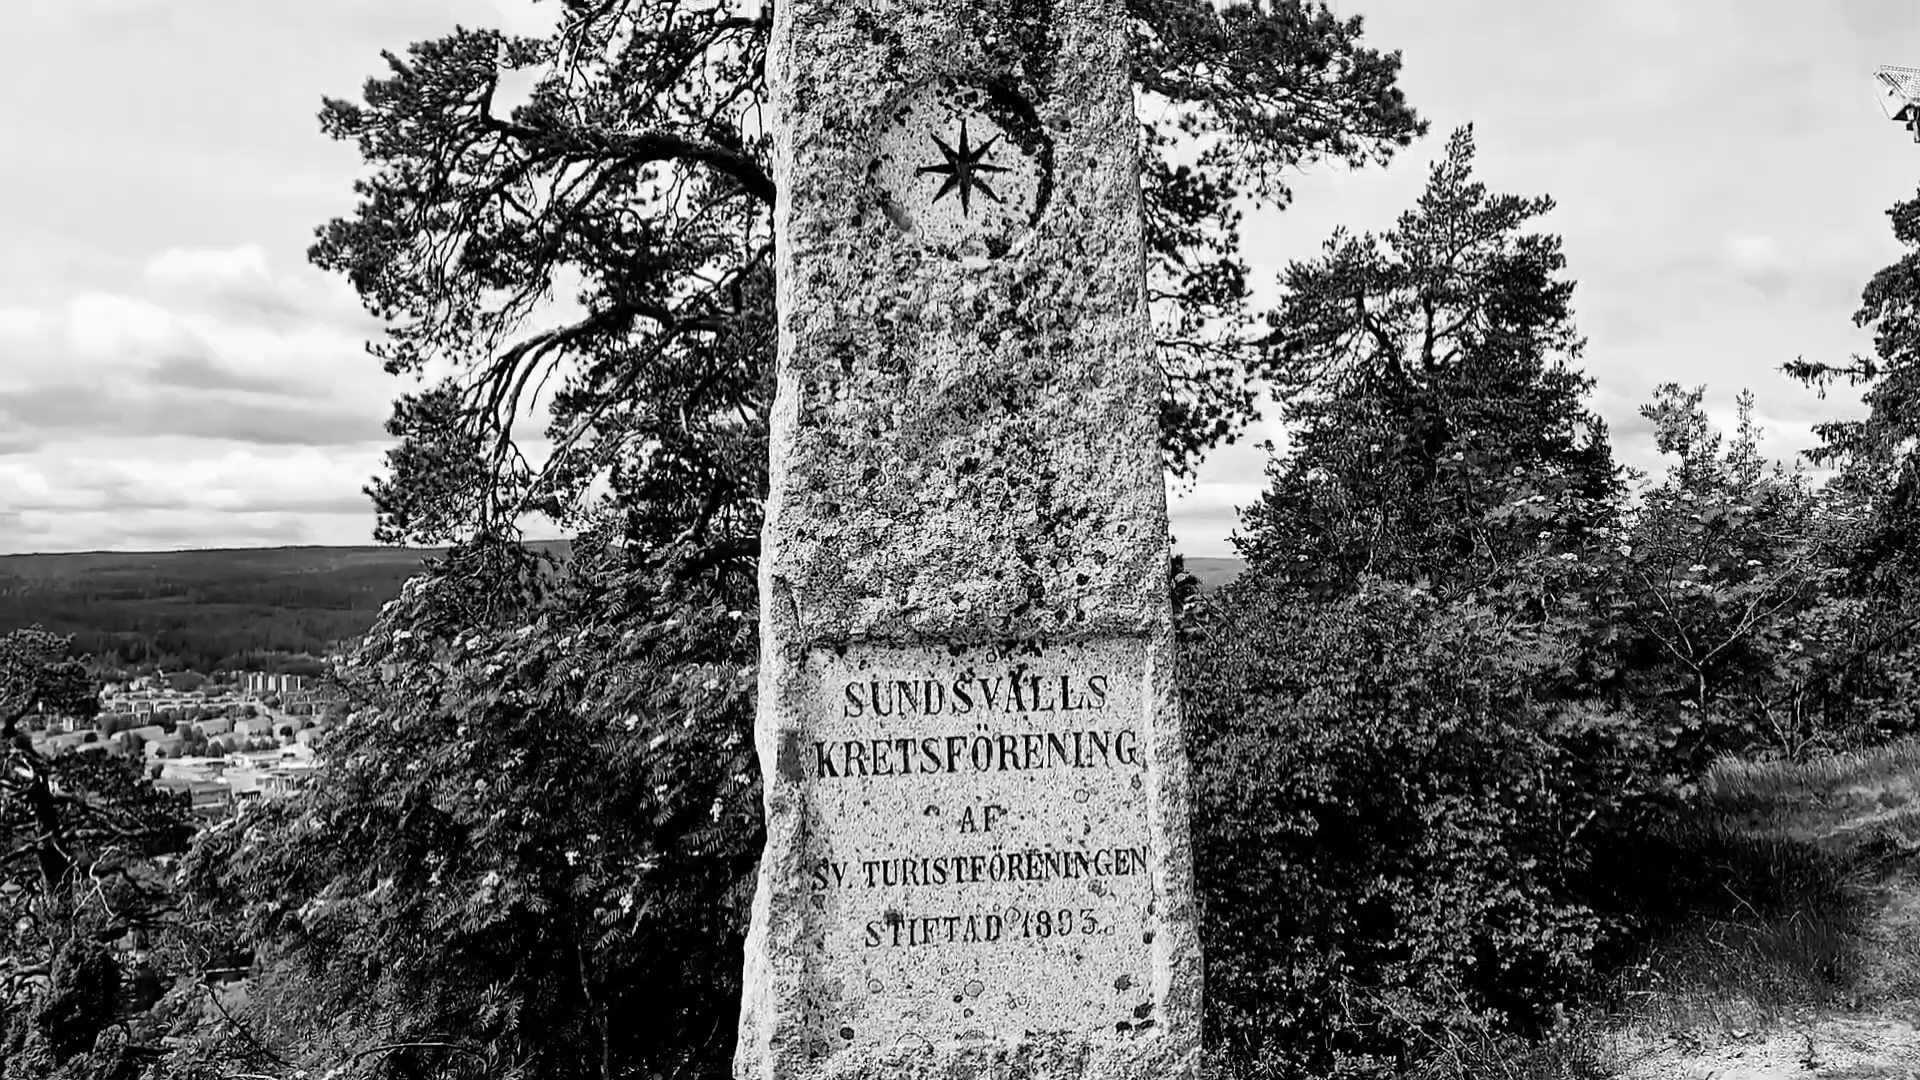 SUNDSVALLS
KRETSFÖRENING
AF
SV. TURISTFÖRENINGEN
STIFTAD 1893.